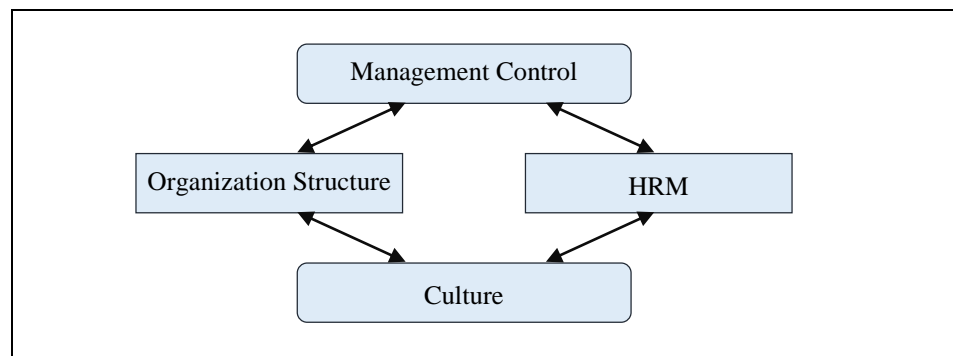 Management Control
Organization Structure
HRM
Culture